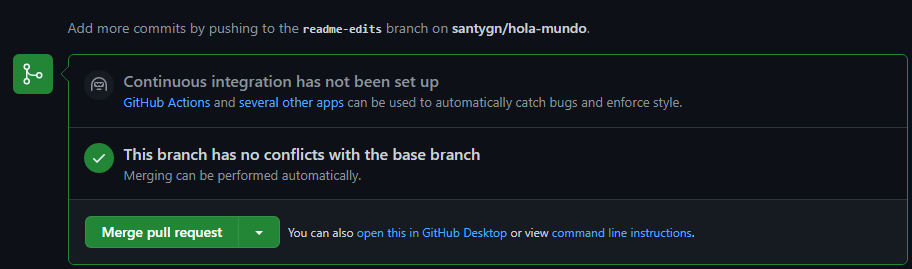 Add more commits by pushing to the readme-edits branch on santygn/hola-mundo.
Continuous integration has not been set up
GitHub Actions and several other apps can be used to automatically catch bugs and enforce style.
This branch has no conflicts with the base branch
Merging can be performed automatically.
Merge pull request You can also open this in GitHub Desktop or view command line instructions.